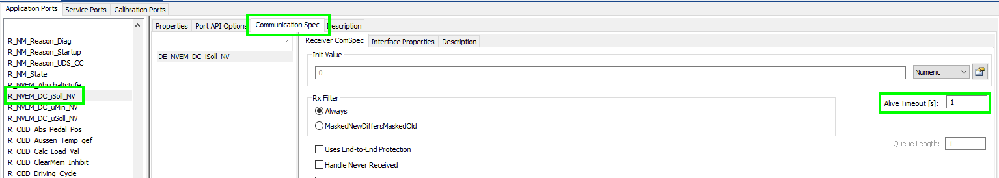 Application Ports
Service Ports
Calibration Ports
R_NM_Reason_Diag
R_NM_Reason_Startup
R_NM_Reason_UDS_CC
R_NM_State
R_NVEM_Abschaltstufe
R_NVEM_DC_iSoll_NV
R_NVEM_DC_uMin_NV
R_NVEM_DC_uSoll_NV
R_OBD_Abs_Pedal_Pos
R_OBD_Aussen_Temp_gef
R_OBD_Calc_Load_Val
R_OBD_ClearMem_Inhibit
R_OBD_Driving_Cycle
Properties
Port API Options
Communication Spec
Description
DE_NVEM_DC_iSoll_NV
Receiver ComSpec
Interface Properties
Description
Init Value
0
Numeric
Rx Filter
Always
MaskedNewDiffersMaskedOld
Alive Timeout [s]: 1
Queue Length: 1
Uses End-to-End Protection
Handle Never Received